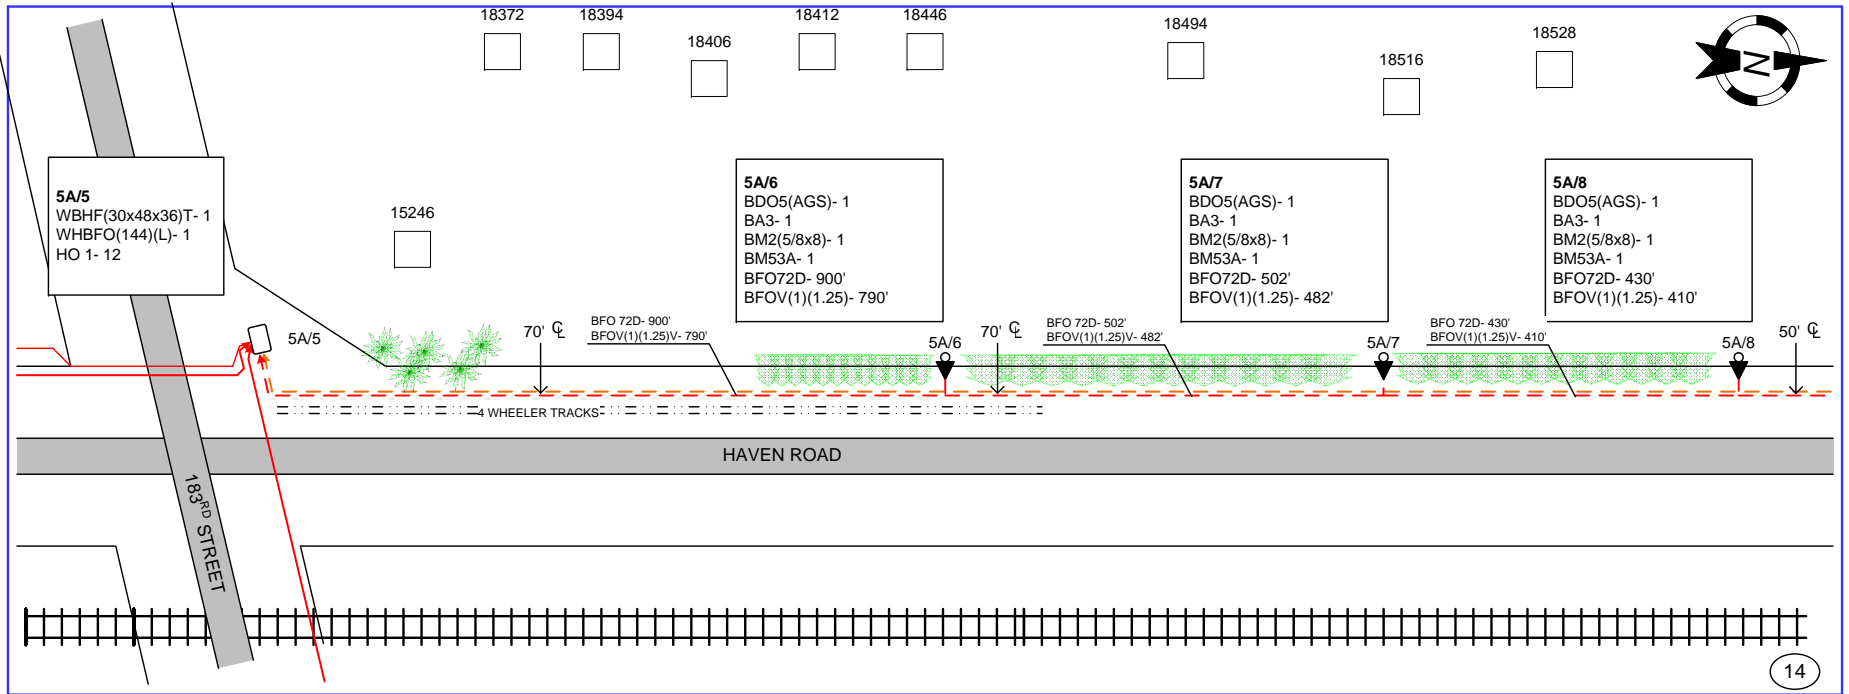 18372
18394
18406
18412
18446
18494
18516
18528
N
5A/5
WBHF(30x48x36)T- 1
WHBFO(144)(L)- 1
HO 1- 12
15246
5A/6
BDO5(AGS)- 1
BA3- 1
BM2(5/8x8)- 1
BM53A- 1
BFO72D- 900'
BFOV(1)(1.25)- 790'
5A/7
BDO5(AGS)- 1
BA3- 1
BM2(5/8x8)- 1
BM53A- 1
BFO72D- 502'
BFOV(1)(1.25)- 482'
5A/8
BDO5(AGS)- 1
BA3- 1
BM2(5/8x8)- 1
BM53A- 1
BFO72D- 430'
BFOV(1)(1.25)- 410'
5A/5
70' ℄
BFO 72D- 900'
BFOV(1)(1.25)V- 790'
5A/6
70' ℄
BFO 72D- 502'
BFOV(1)(1.25)V- 482'
5A/7
BFO 72D- 430'
BFOV(1)(1.25)V- 410'
5A/8
50' ℄
4 WHEELER TRACKS
HAVEN ROAD
183RD STREET
14